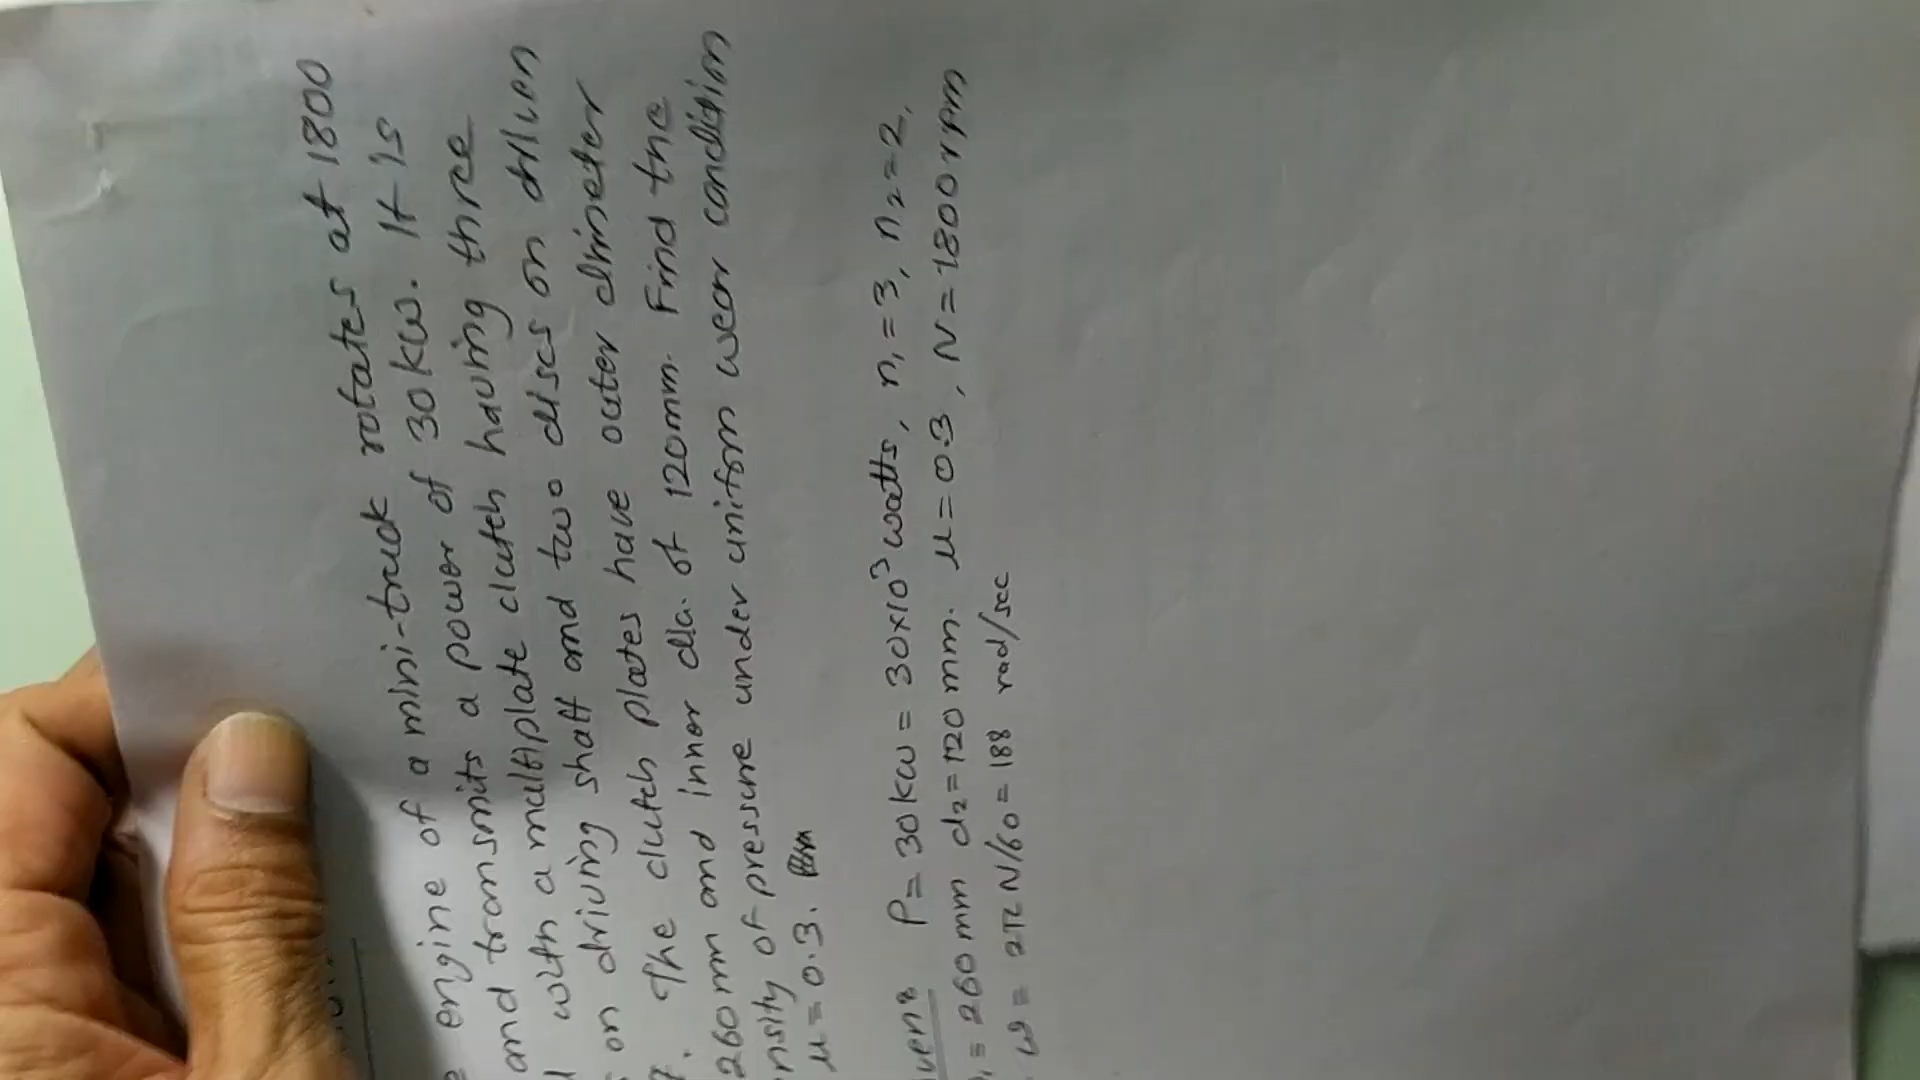 engine of a mini-truck rotates at 1800
and transmits a power of 30 kw. It is
with a multiplate clutch having three
on driving shaft and two discs on driven
The clutch plates have outer diameter
260 mm and inner dia. of 120 mm. Find the
nsity of pressure under uniform wear condition
μ = 0.3.
P = 30 kw = 30×10³ watts, n₁ = 3, n₂ = 2,
= 260 mm d₂ = 120 mm. μ = 0.3, N = 1800 rpm
ω = 2π N/60 = 188 rad/sec